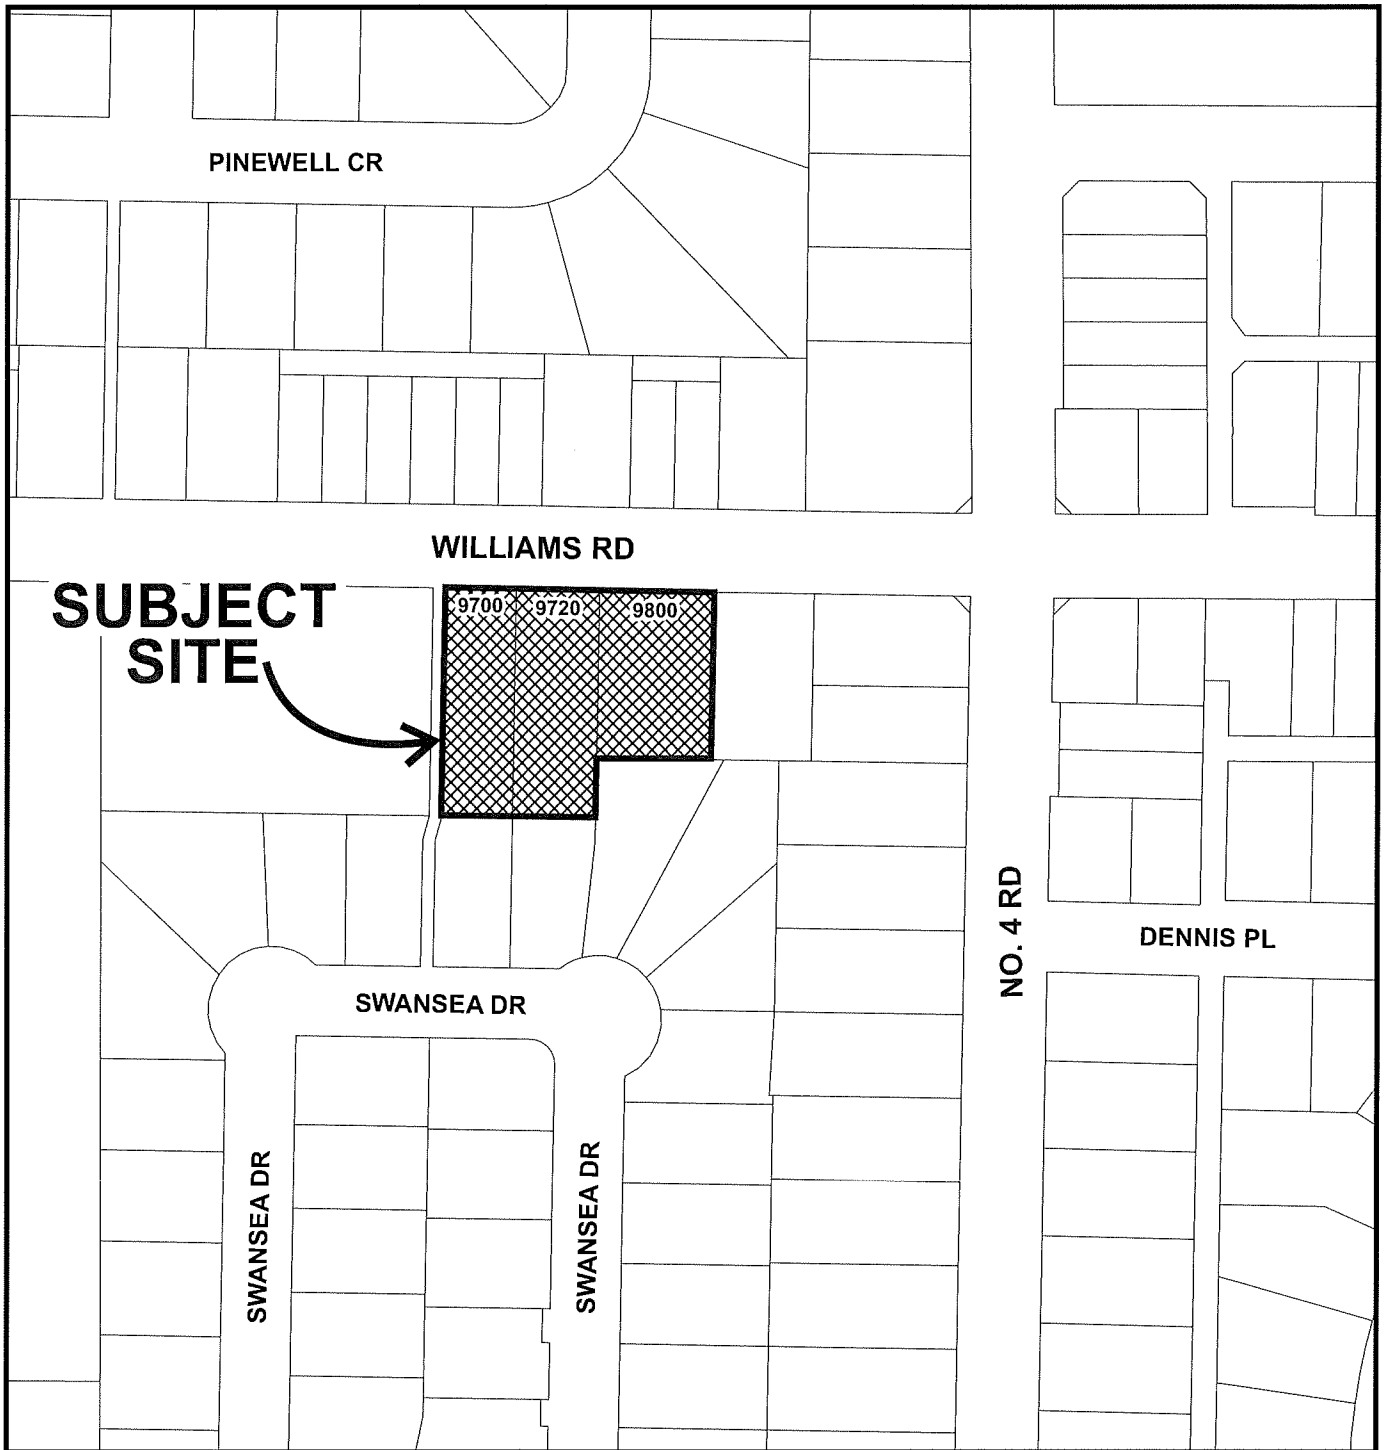 PINEWELL CR
WILLIAMS RD
SUBJECT
SITE
9700
9720
9800
NO. 4 RD
DENNIS PL
SWANSEA DR
SWANSEA DR
SWANSEA DR